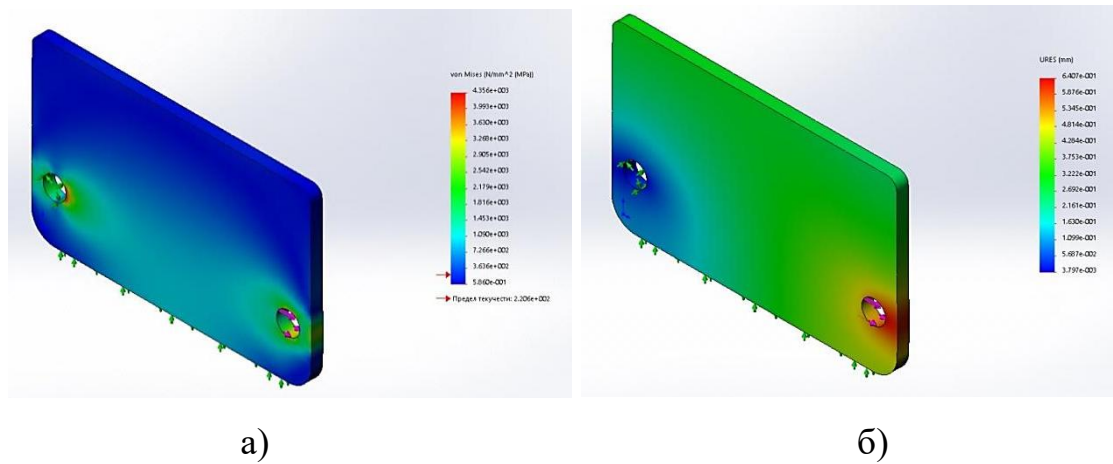 von Mises (N/mm^2 (MPa))
4.356e+003
3.993e+003
3.630e+003
3.268e+003
2.905e+003
2.542e+003
2.179e+003
1.816e+003
1.453e+003
1.090e+003
7.266e+002
3.636e+002
5.860e-001
Предел текучести: 2.206e+002
URES (mm)
6.407e-001
5.876e-001
5.345e-001
4.814e-001
4.284e-001
3.753e-001
3.222e-001
2.692e-001
2.161e-001
1.630e-001
1.099e-001
5.687e-002
3.797e-003
а)
б)